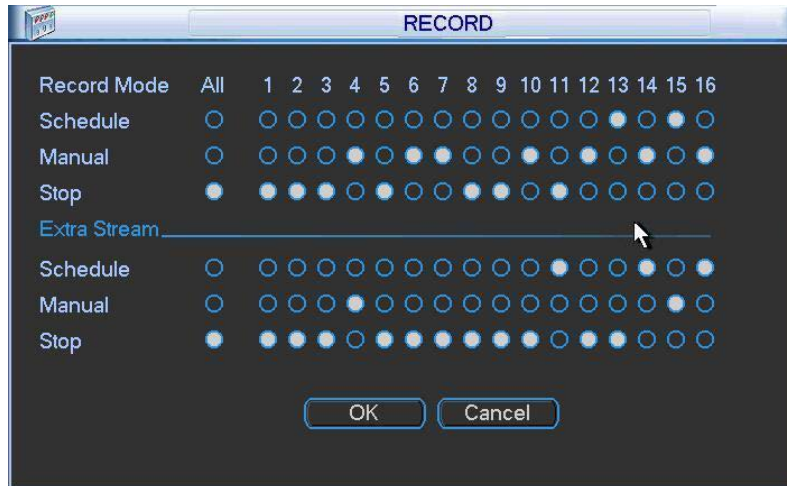 RECORD
Record Mode All 1 2 3 4 5 6 7 8 9 10 11 12 13 14 15 16
Schedule
Manual
Stop
Extra Stream
Schedule
Manual
Stop
OK Cancel